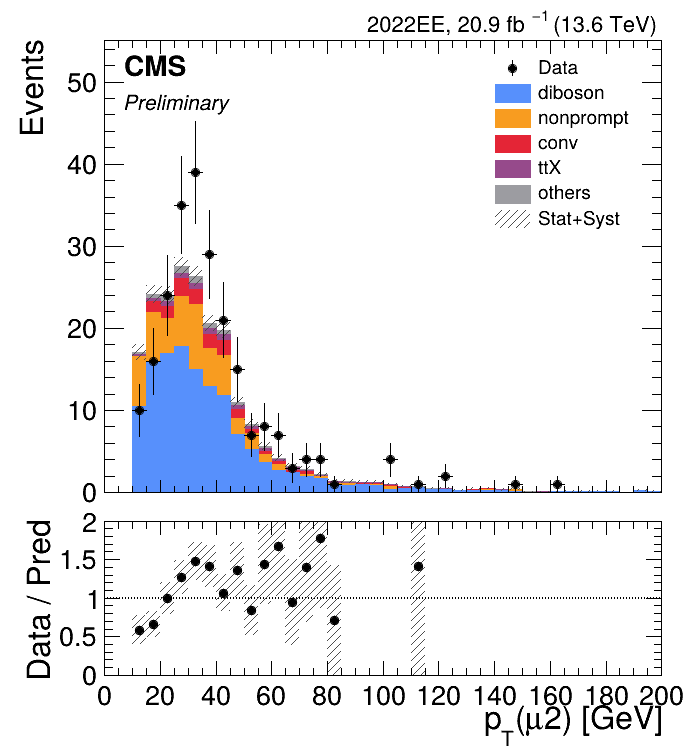 2022EE, 20.9 fb⁻¹ (13.6 TeV)
CMS
Preliminary
Data
diboson
nonprompt
conv
ttX
others
Stat+Syst
Events
50
40
30
20
10
0
Data / Pred
2
1.5
1
0.5
0
0 20 40 60 80 100 120 140 160 180 200
p_T(μ2) [GeV]